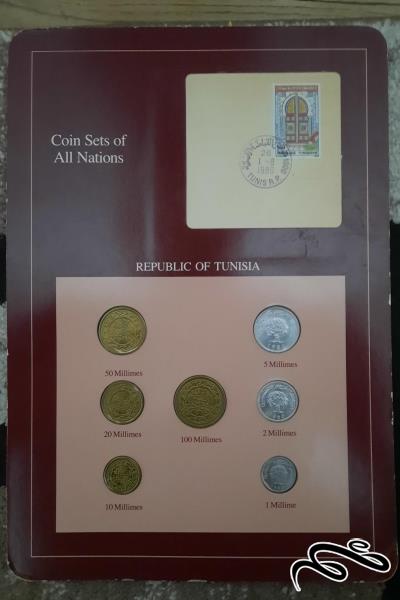 Coin Sets of
All Nations
REPUBLIC OF TUNISIA
50 Millimes
5 Millimes
20 Millimes
100 Millimes
2 Millimes
10 Millimes
1 Millime